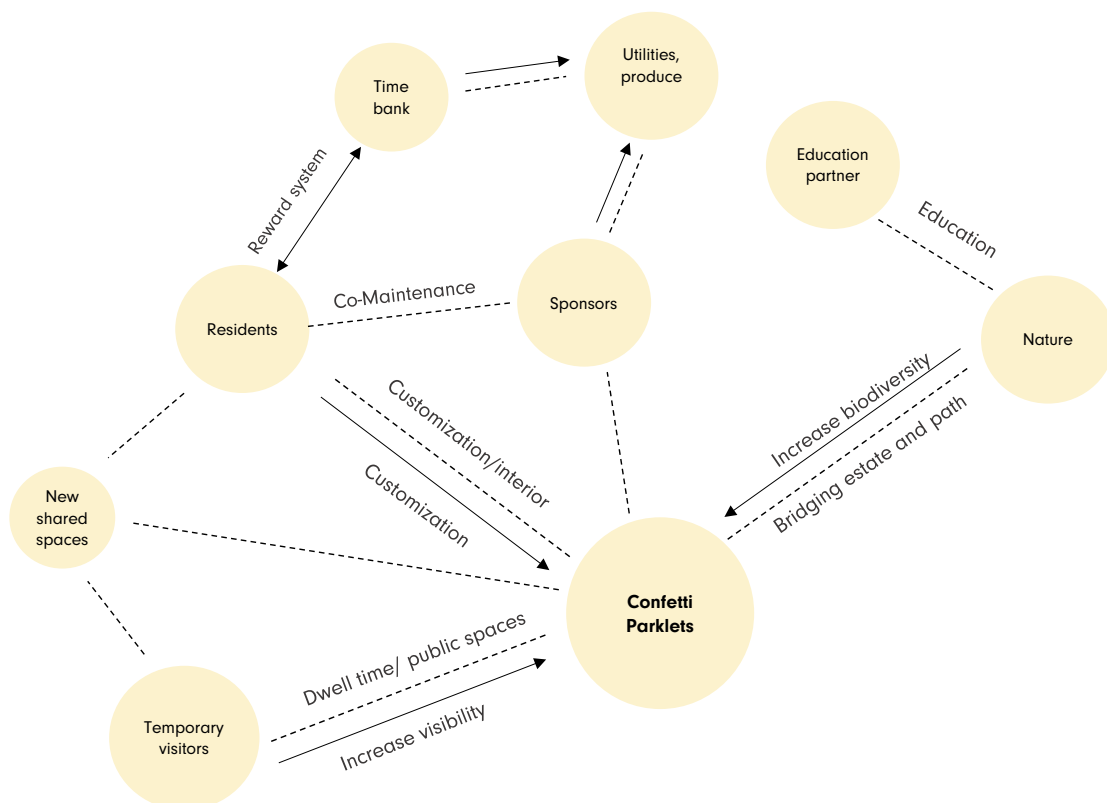 Utilities,
produce
Time
bank
Education
partner
Reward system
Education
Co-Maintenance
Sponsors
Residents
Nature
Increase biodiversity
Customization/interior
Bridging estate and path
Customization
New
shared
spaces
Confetti
Parklets
Dwell time/ public spaces
Increase visibility
Temporary
visitors